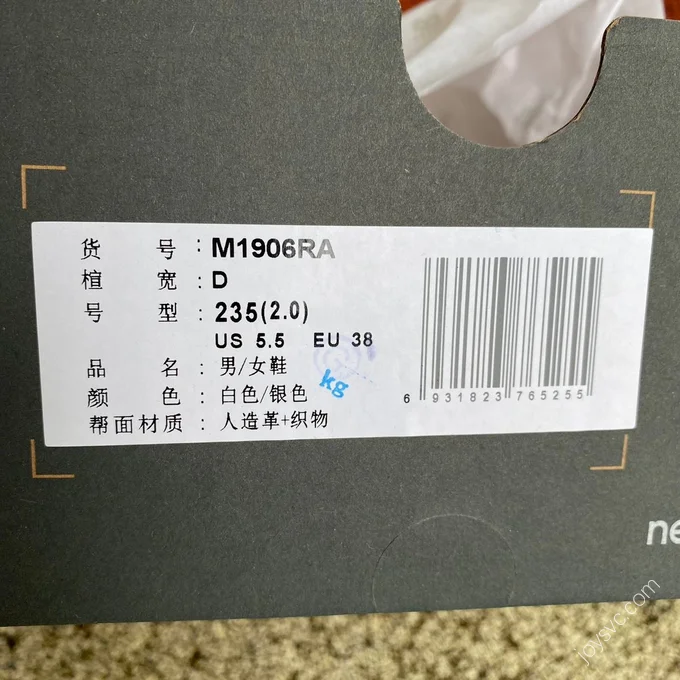 货 号 : M1906RA
楦 宽 : D
号 型 : 235(2.0)
US 5.5 EU 38
品 名 : 男/女鞋
颜 色 : 白色/银色
帮面材质 : 人造革+织物
kg
6 931823 765255
ne
joysvc.com